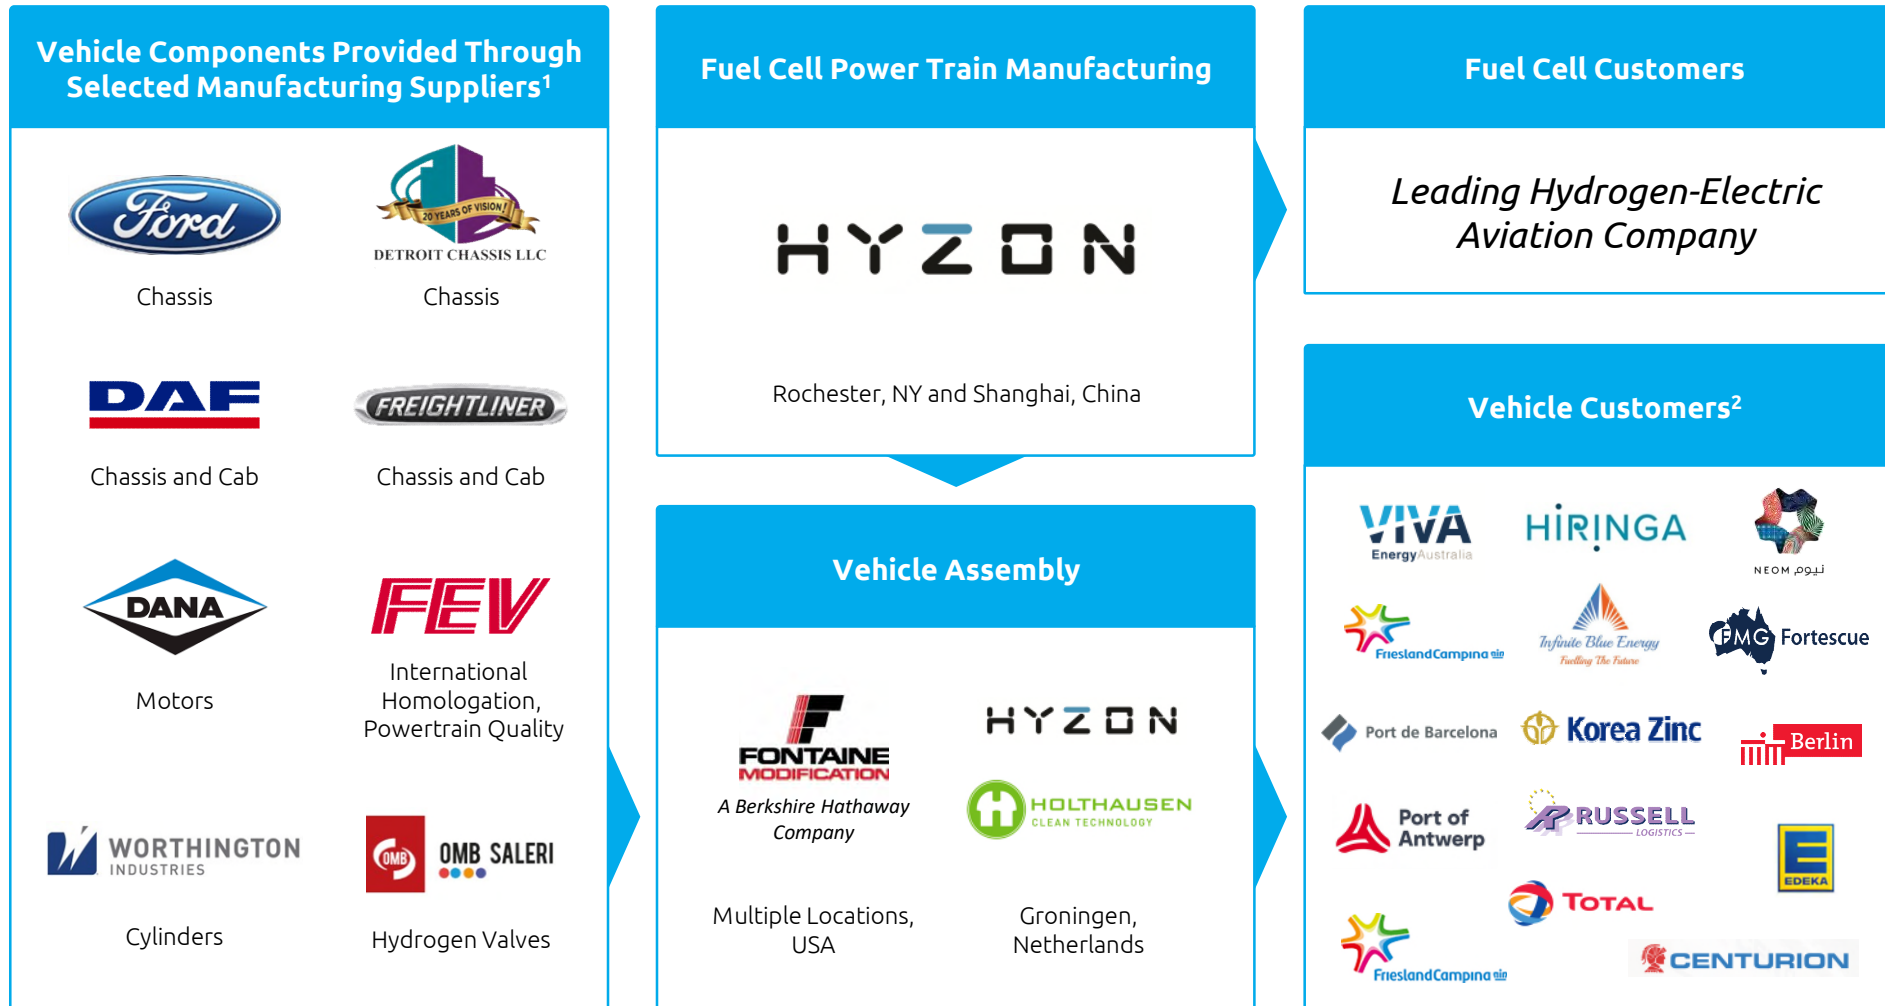 Vehicle Components Provided Through
Selected Manufacturing Suppliers¹
Ford
20 YEARS OF VISION!
DETROIT CHASSIS LLC
Chassis
Chassis
DAF
FREIGHTLINER
Chassis and Cab
Chassis and Cab
DANA
FEV
Motors
International
Homologation,
Powertrain Quality
WORTHINGTON
INDUSTRIES
OMB
OMB SALERI
Cylinders
Hydrogen Valves
Fuel Cell Power Train Manufacturing
HYZON
Rochester, NY and Shanghai, China
Vehicle Assembly
FONTAINE
MODIFICATION
A Berkshire Hathaway
Company
HYZON
HOLTHAUSEN
CLEAN TECHNOLOGY
Multiple Locations,
USA
Groningen,
Netherlands
Fuel Cell Customers
Leading Hydrogen-Electric
Aviation Company
Vehicle Customers²
VIVA
EnergyAustralia
HIRINGA
NEOM نيوم
FrieslandCampina
Infinite Blue Energy
Fuelling The Future
FMG Fortescue
Port de Barcelona
Korea Zinc
Berlin
Port of
Antwerp
RUSSELL
LOGISTICS
E
EDEKA
TOTAL
FrieslandCampina
CENTURION